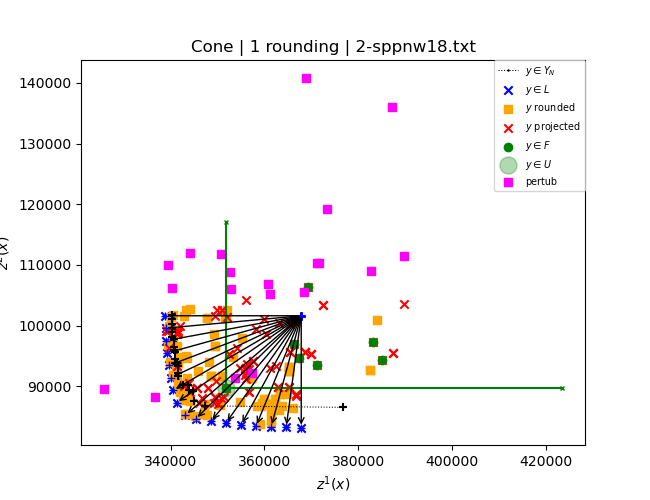 Cone | 1 rounding | 2-sppnw18.txt
140000
130000
120000
110000
100000
90000
z²(x)
340000 360000 380000 400000 420000
z¹(x)
y ∈ Y_N
y ∈ L
y rounded
y projected
y ∈ F
y ∈ U
pertub